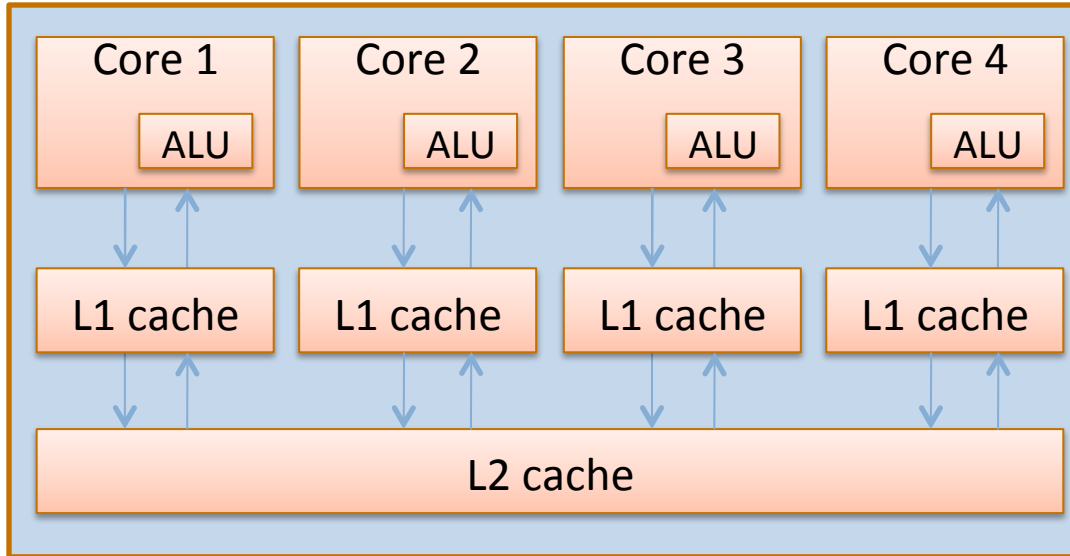 Core 1
Core 2
Core 3
Core 4
ALU
ALU
ALU
ALU
L1 cache
L1 cache
L1 cache
L1 cache
L2 cache